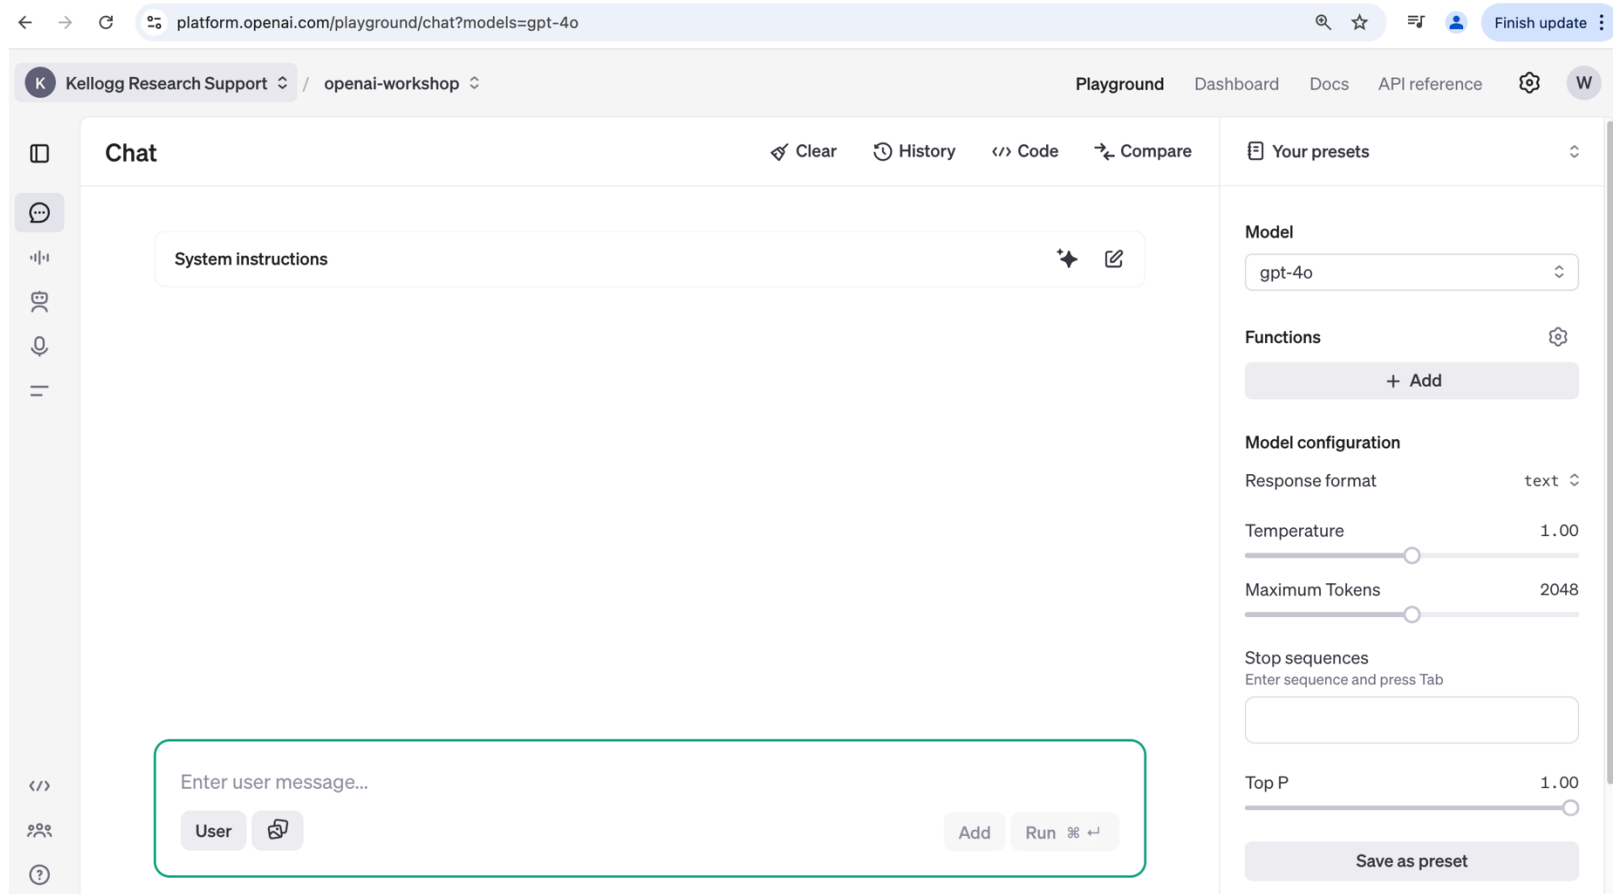 platform.openai.com/playground/chat?models=gpt-4o
Finish update
K Kellogg Research Support / openai-workshop
Playground Dashboard Docs API reference W
Chat
Clear History Code Compare
Your presets
System instructions
Model
gpt-4o
Functions
+ Add
Model configuration
Response format text
Temperature 1.00
Maximum Tokens 2048
Stop sequences
Enter sequence and press Tab
Enter user message...
User
Add Run ⌘ ↵
Top P 1.00
Save as preset